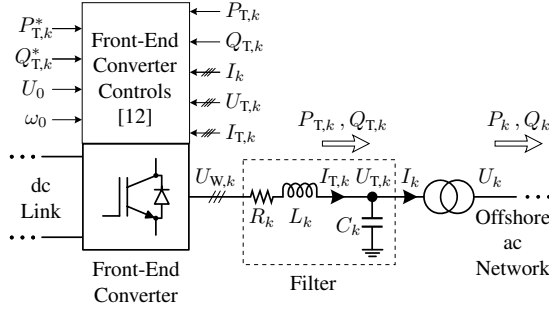 P*T,k
Q*T,k
U0
ω0
Front-End
Converter
Controls
[12]
PT,k
QT,k
Ik
UT,k
IT,k
dc
Link
Front-End
Converter
UW,k
Rk
Lk
PT,k , QT,k
IT,k
UT,k
Ck
Filter
Ik
Pk, Qk
Uk
Offshore
ac
Network